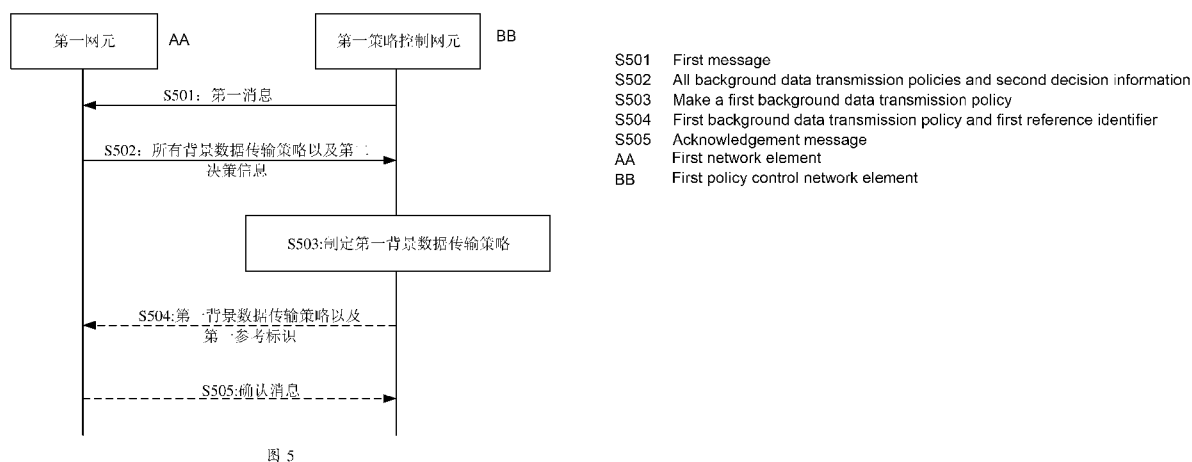 第一网元
AA
第一策略控制网元
BB
S501：第一消息
S502：所有背景数据传输策略以及第二
决策信息
S503:制定第一背景数据传输策略
S504:第一背景数据传输策略以及
第一参考标识
S505:确认消息
图 5
S501 First message
S502 All background data transmission policies and second decision information
S503 Make a first background data transmission policy
S504 First background data transmission policy and first reference identifier
S505 Acknowledgement message
AA First network element
BB First policy control network element